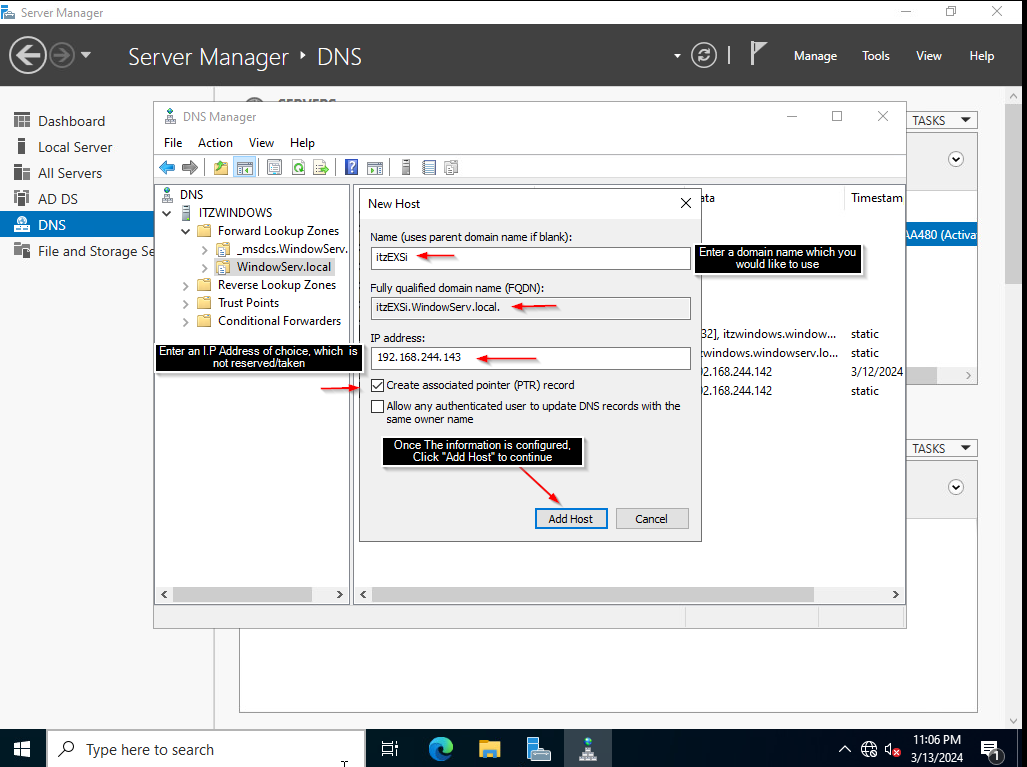 Server Manager
Server Manager ‣ DNS
Manage Tools View Help
Dashboard
Local Server
All Servers
AD DS
DNS
File and Storage Se
SERVERS
TASKS
AA480 (Activa
TASKS
DNS Manager
File Action View Help
DNS
ITZWINDOWS
Forward Lookup Zones
_msdcs.WindowServ.
WindowServ.local
Reverse Lookup Zones
Trust Points
Conditional Forwarders
ata Timestam
32], itzwindows.window... static
zwindows.windowserv.lo... static
92.168.244.142 3/12/2024
92.168.244.142 static
New Host
Name (uses parent domain name if blank):
itzEXSi
Enter a domain name which you
would like to use
Fully qualified domain name (FQDN):
itzEXSi.WindowServ.local.
IP address:
192.168.244.143
Enter an I.P Address of choice, which is
not reserved/taken
Create associated pointer (PTR) record
Allow any authenticated user to update DNS records with the
same owner name
Once The information is configured,
Click "Add Host" to continue
Add Host Cancel
Type here to search
11:06 PM
3/13/2024
1